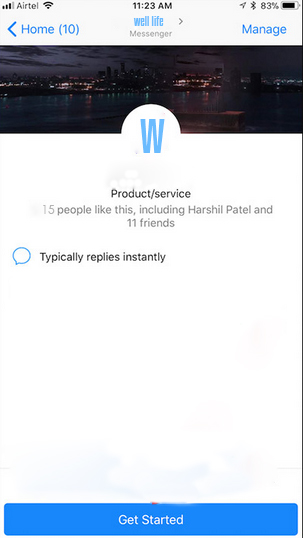 Airtel 11:23 AM 83%
Home (10) well life Manage
Messenger
W
Product/service
15 people like this, including Harshil Patel and
11 friends
Typically replies instantly
Get Started